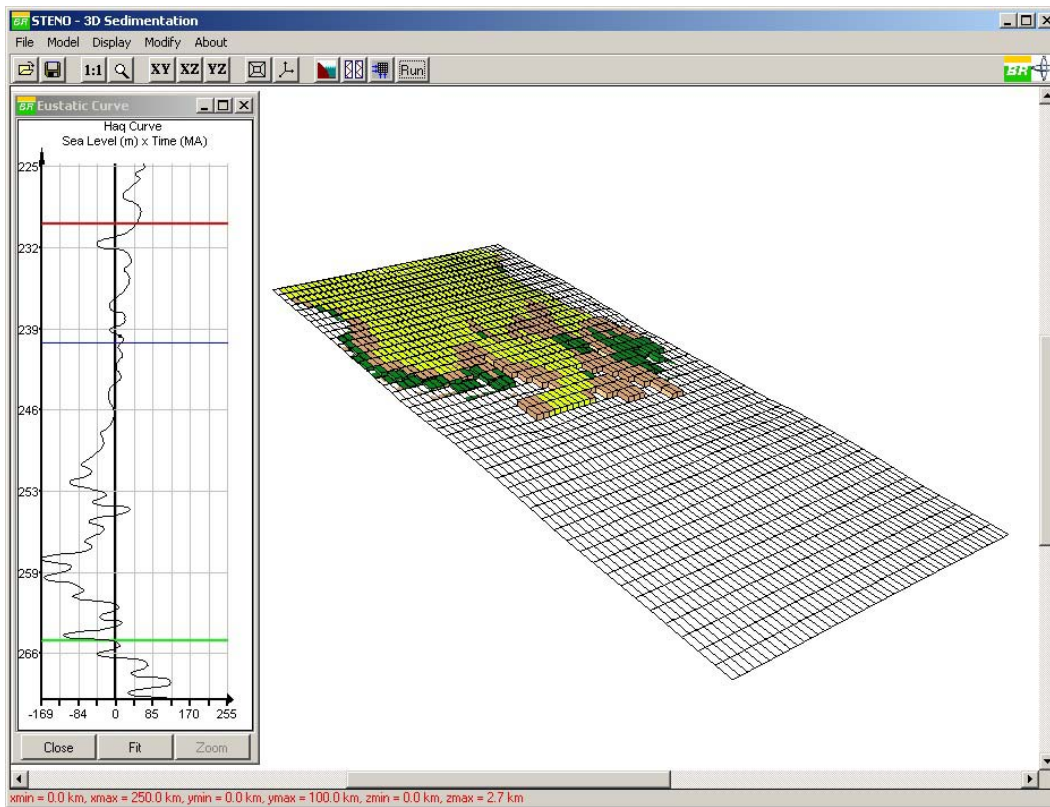 BR STENO - 3D Sedimentation
File Model Display Modify About
1:1 XY XZ YZ Run BR
BR Eustatic Curve
Haq Curve
Sea Level (m) x Time (MA)
225
232
239
246
253
259
266
-169 -84 0 85 170 255
Close Fit Zoom
xmin = 0.0 km, xmax = 250.0 km, ymin = 0.0 km, ymax = 100.0 km, zmin = 0.0 km, zmax = 2.7 km